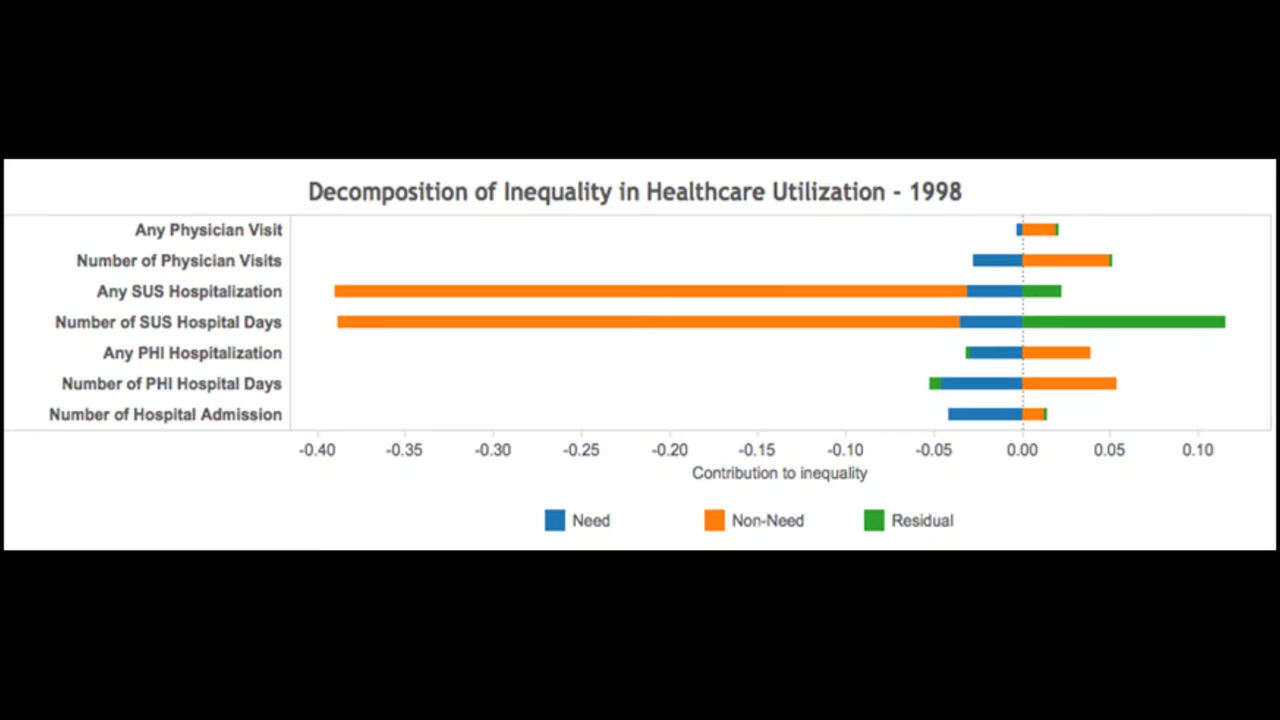 Decomposition of Inequality in Healthcare Utilization - 1998
Any Physician Visit
Number of Physician Visits
Any SUS Hospitalization
Number of SUS Hospital Days
Any PHI Hospitalization
Number of PHI Hospital Days
Number of Hospital Admission
-0.40 -0.35 -0.30 -0.25 -0.20 -0.15 -0.10 -0.05 0.00 0.05 0.10
Contribution to inequality
Need Non-Need Residual